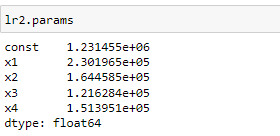 lr2.params
const    1.231455e+06
x1       2.301965e+05
x2       1.644585e+05
x3       1.216284e+05
x4       1.513951e+05
dtype: float64